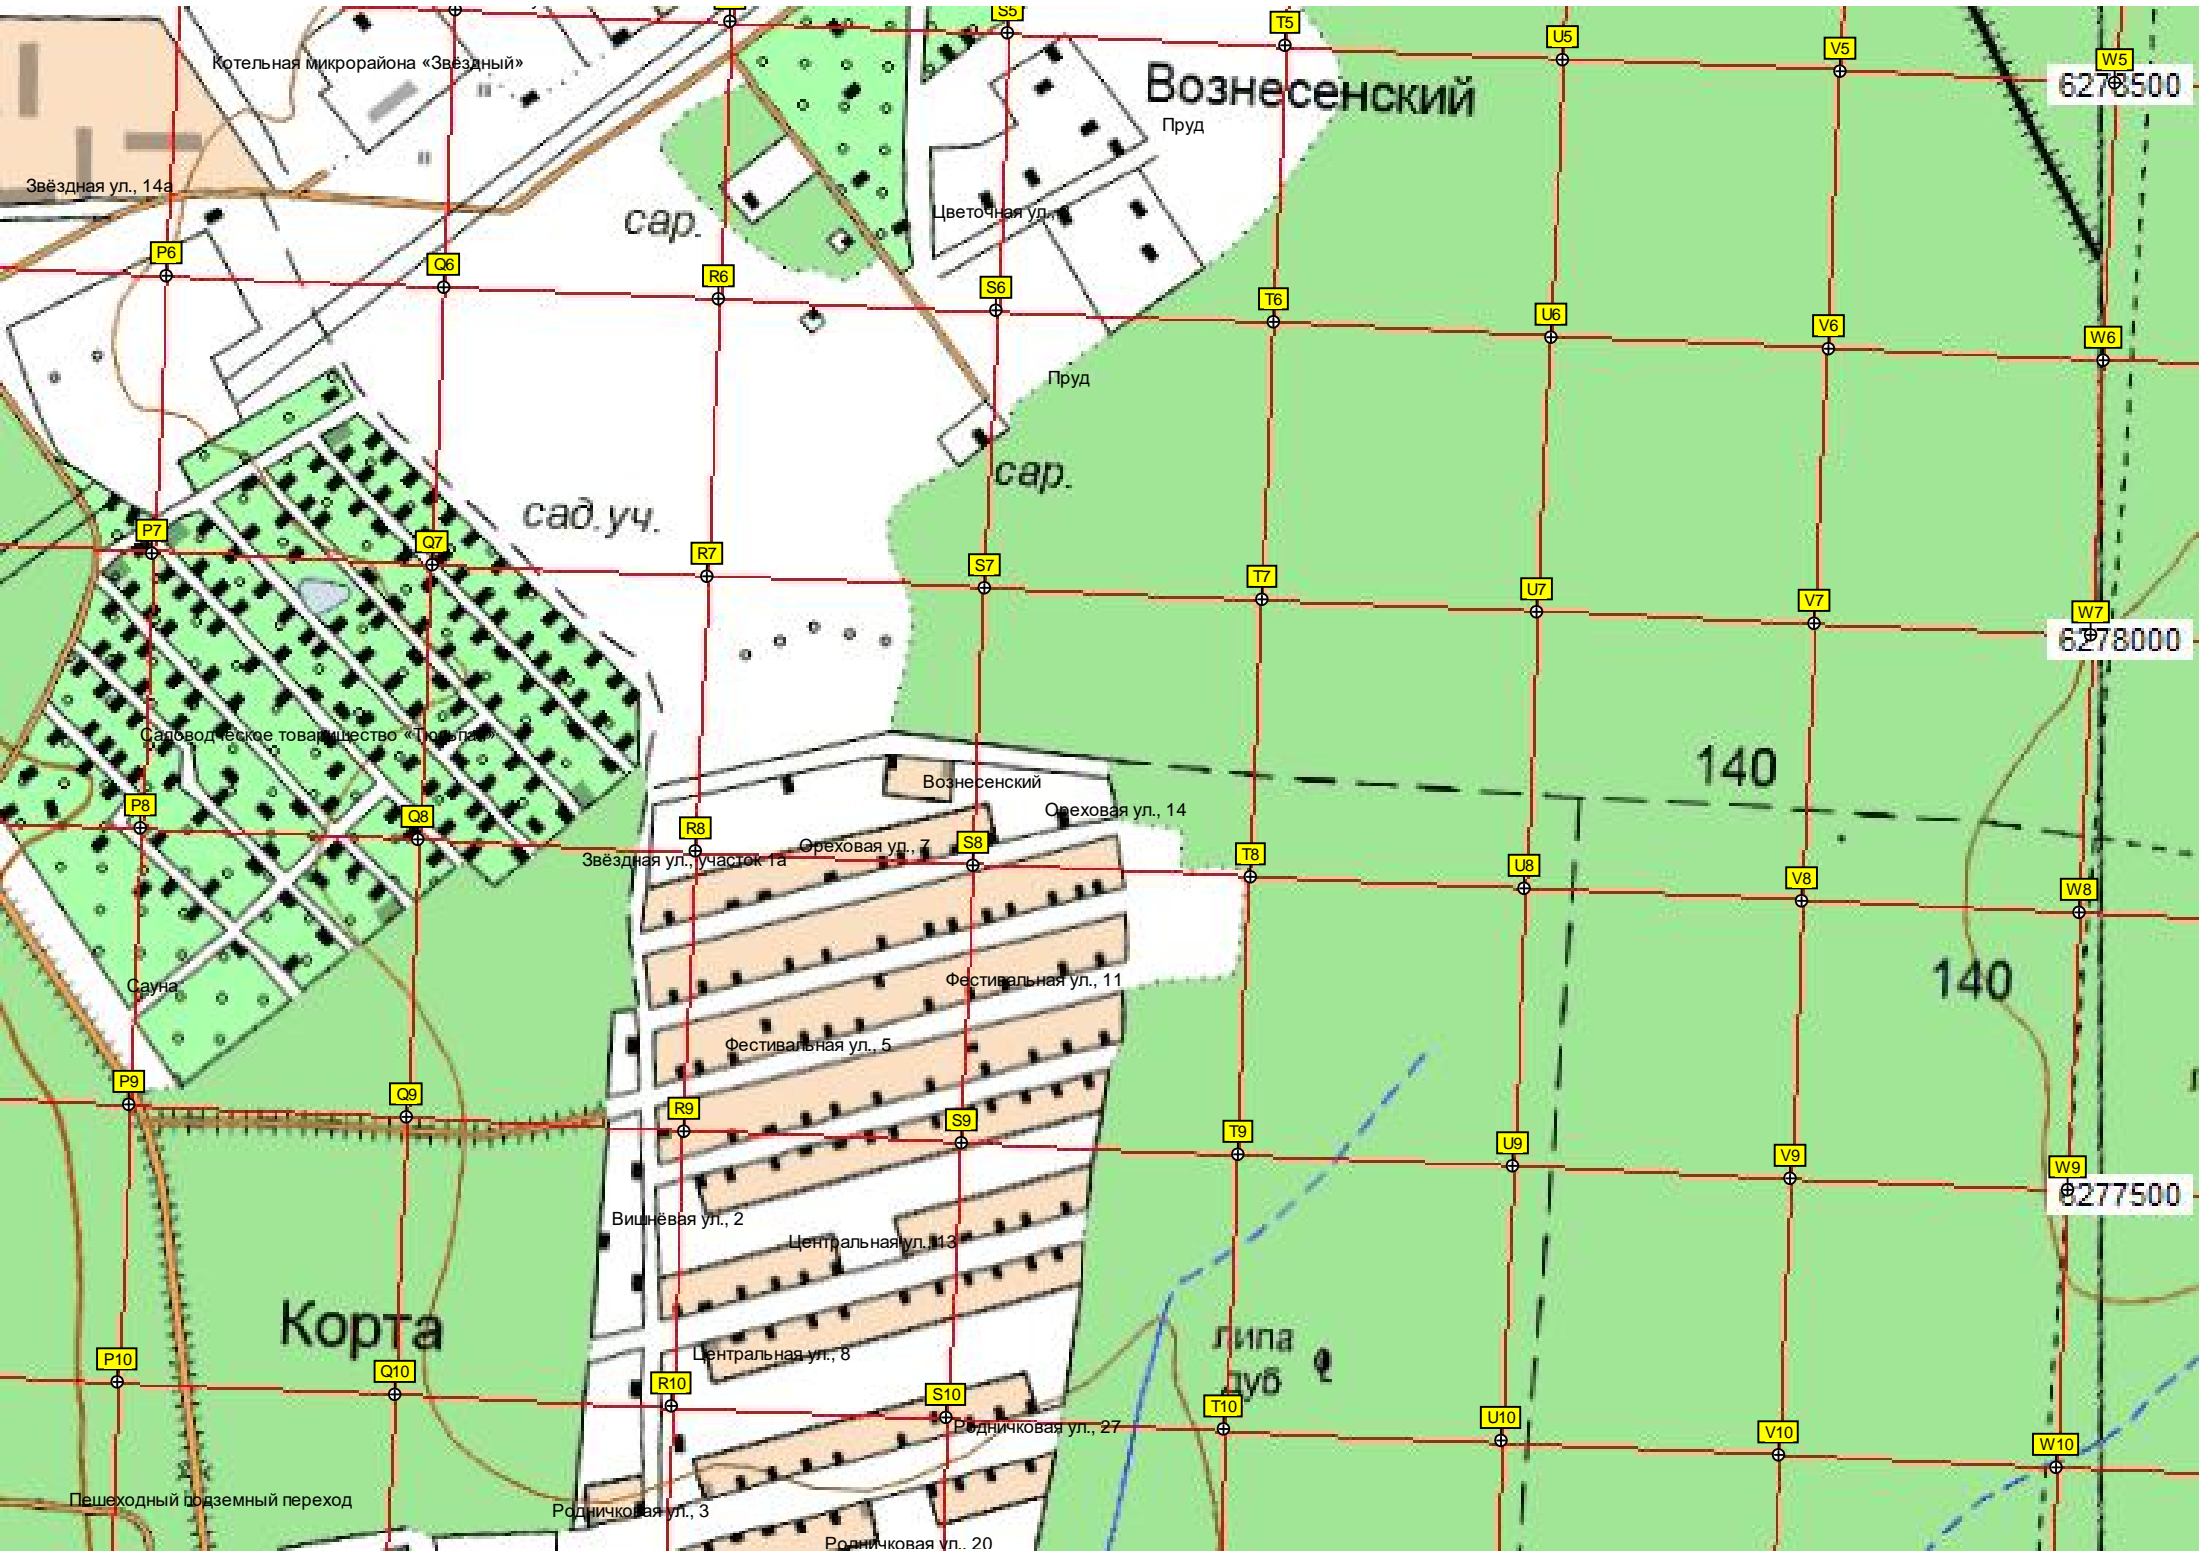 S5
T5
U5
V5
W5
Котельная микрорайона «Звёздный»
Вознесенский
6278500
Пруд
Звёздная ул., 14а
сар.
Цветочная ул.,
P6
Q6
R6
S6
T6
U6
V6
W6
Пруд
сар.
сад.уч.
P7
Q7
R7
S7
T7
U7
V7
W7
6278000
Садоводческое товарищество «Тюльпан»
140
Вознесенский
Ореховая ул., 14
P8
Q8
R8
S8
T8
U8
V8
W8
Ореховая ул., 7
Звёздная ул., участок 1а
140
Сауна
Фестивальная ул., 11
Фестивальная ул., 5
P9
Q9
R9
S9
T9
U9
V9
W9
6277500
Вишнёвая ул., 2
Центральная ул., 13
Корта
липа
дуб
Центральная ул., 8
P10
Q10
R10
S10
T10
U10
V10
W10
Родничковая ул., 27
Пешеходный подземный переход
Родничковая ул., 3
Родничковая ул., 20